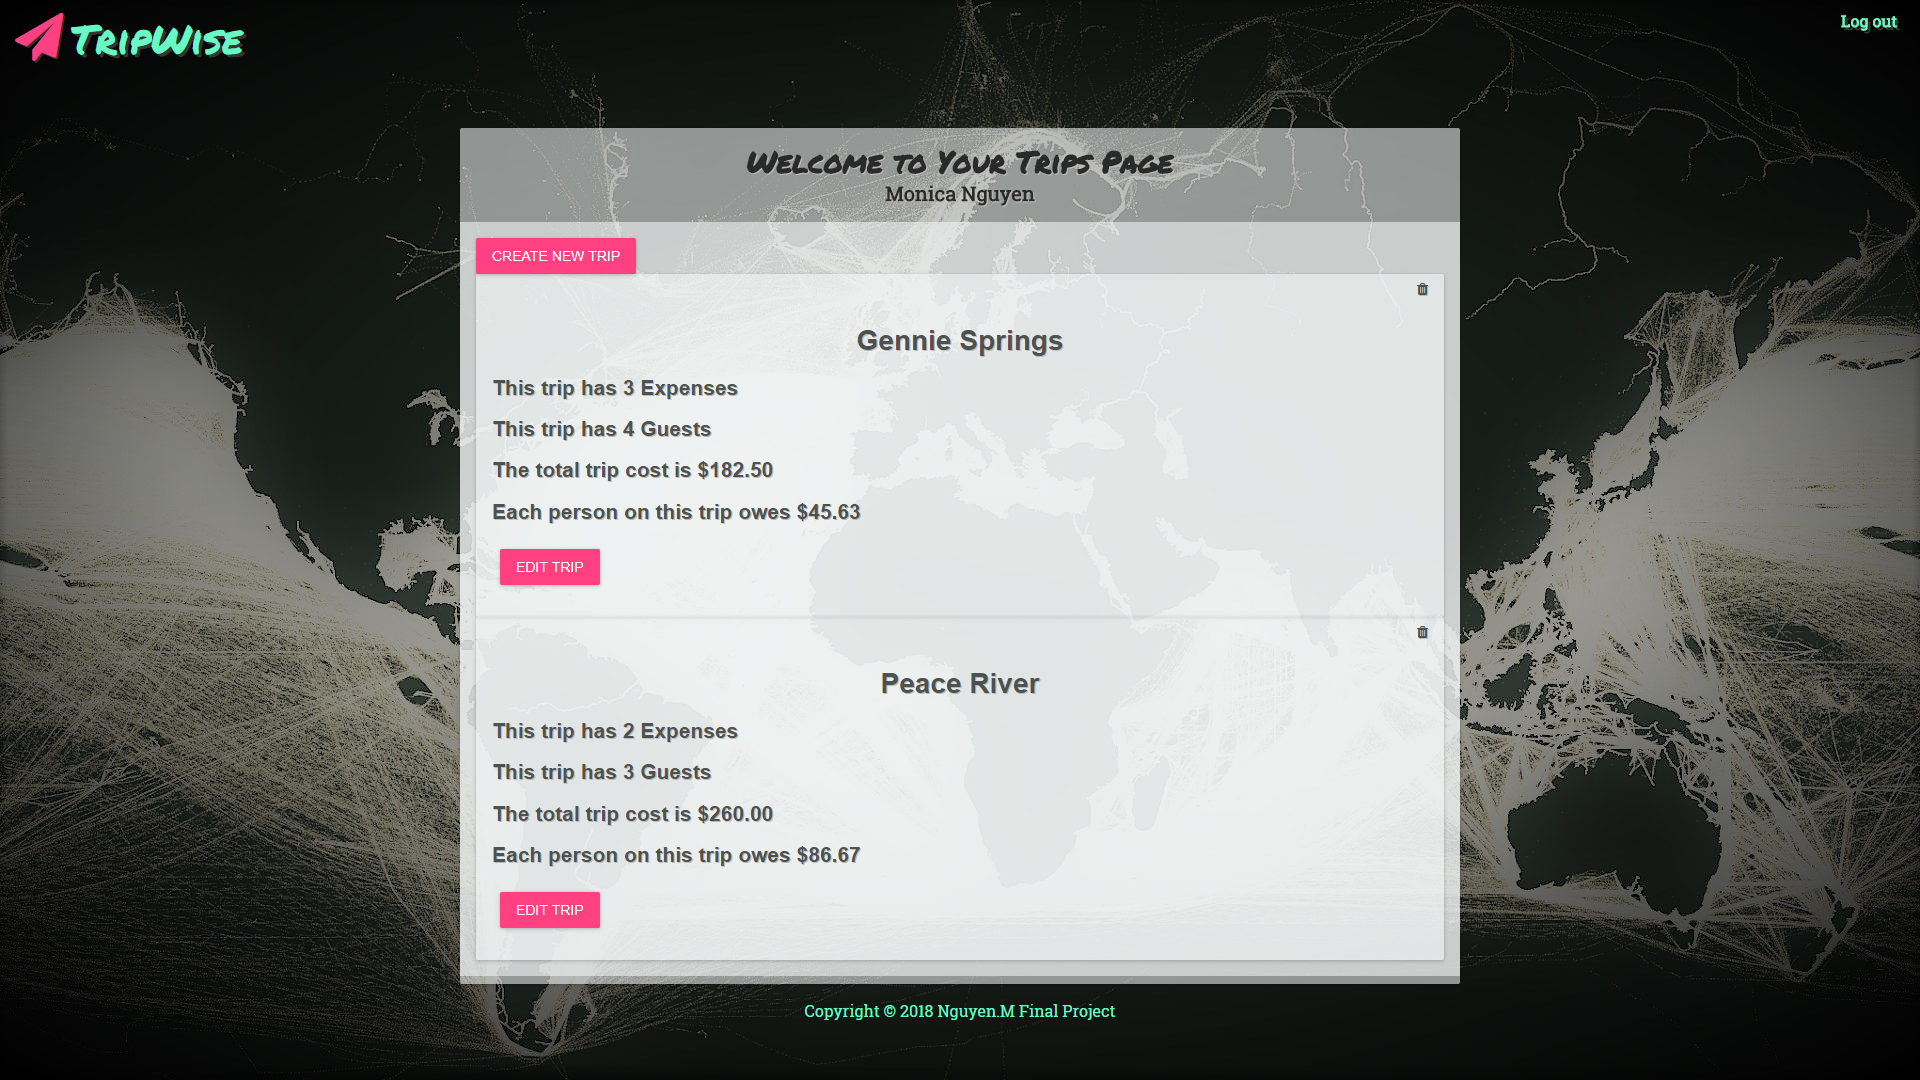 TripWise
Log out
Welcome to Your Trips Page
Monica Nguyen
CREATE NEW TRIP
Gennie Springs
This trip has 3 Expenses
This trip has 4 Guests
The total trip cost is $182.50
Each person on this trip owes $45.63
EDIT TRIP
Peace River
This trip has 2 Expenses
This trip has 3 Guests
The total trip cost is $260.00
Each person on this trip owes $86.67
EDIT TRIP
Copyright © 2018 Nguyen.M Final Project